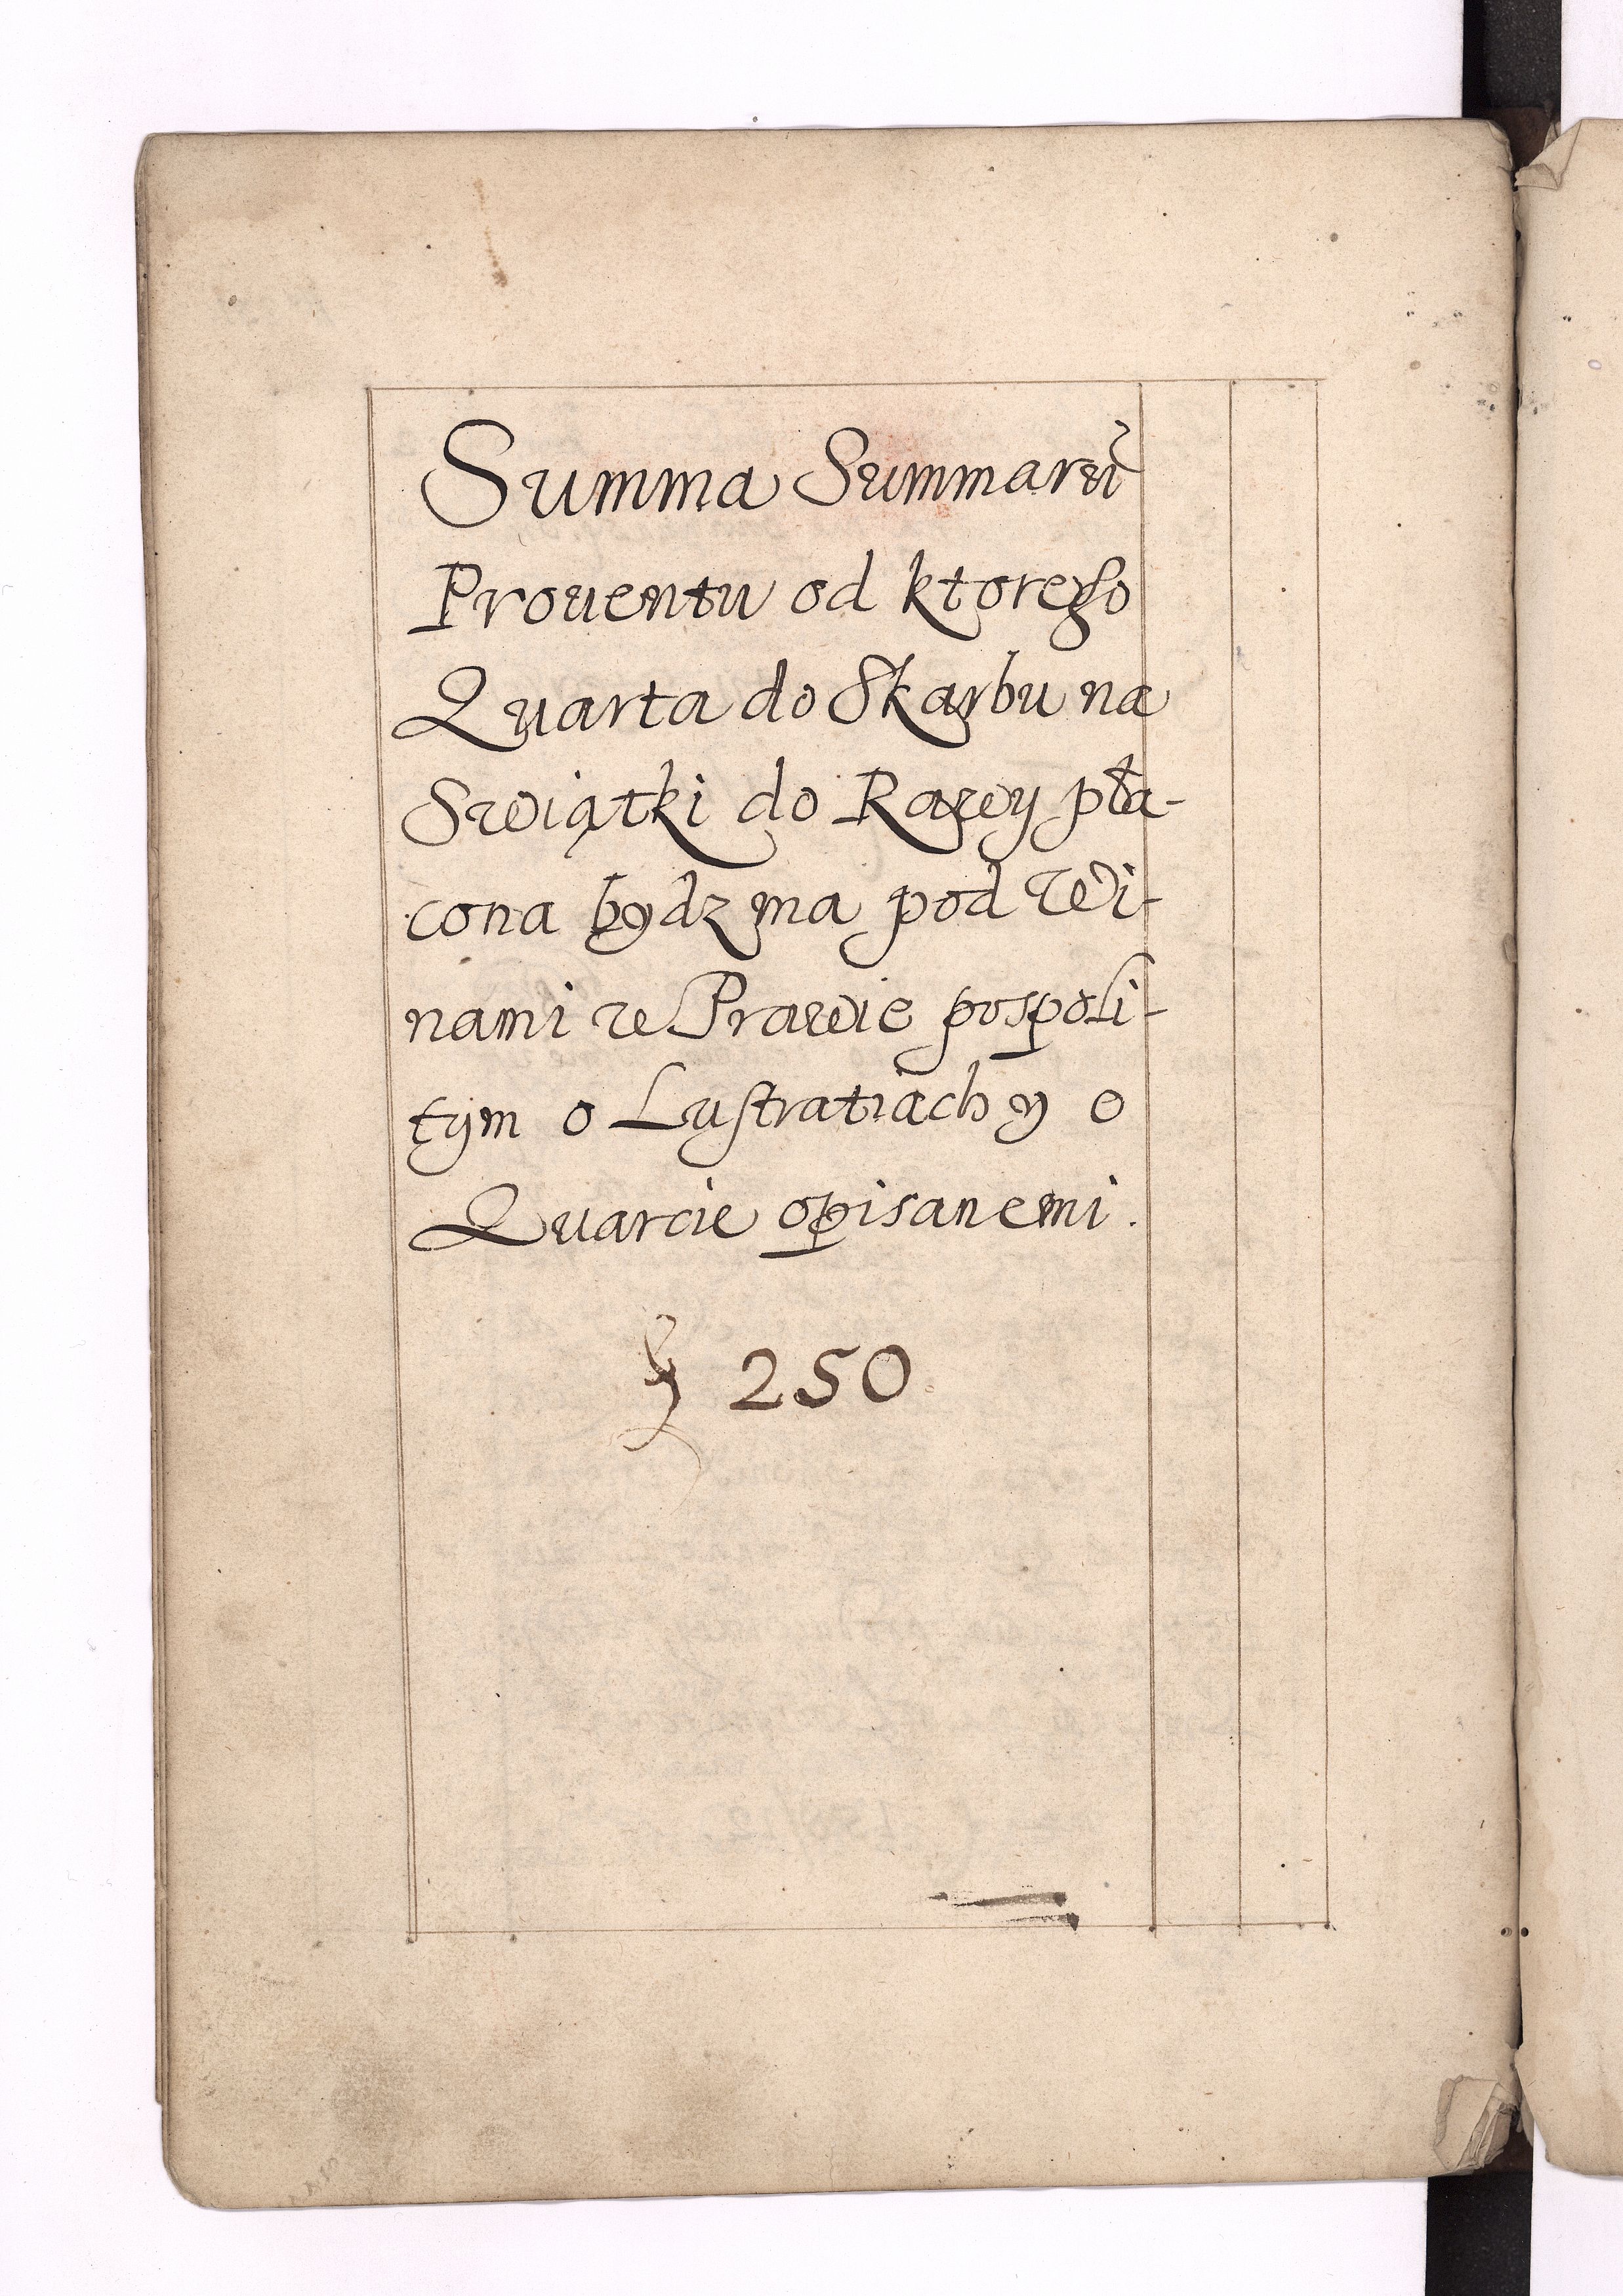 Summa Summaru͂
Prouentu od ktorego
Quarta do Skarbu na
Swiątki do Rawy pła-
cona bydz ma pod Wi-
nami w Prawie pospoli-
tym o Lustratiach y o
Quarcie opisanemi.
250